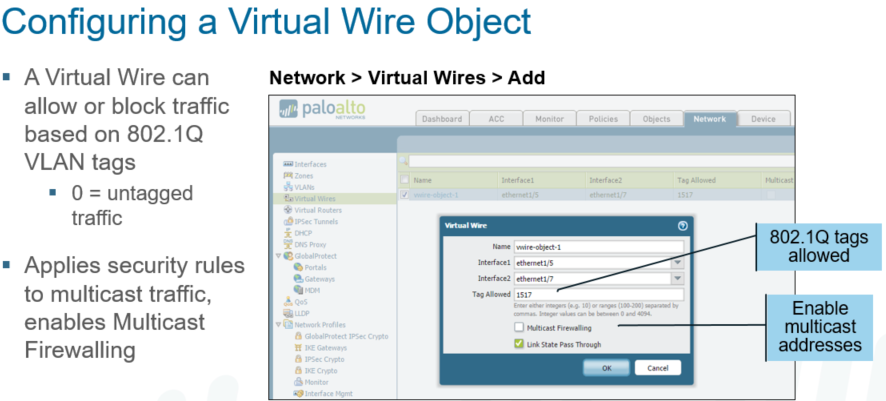 Configuring a Virtual Wire Object
A Virtual Wire can
allow or block traffic
based on 802.1Q
VLAN tags
0 = untagged
traffic
Applies security rules
to multicast traffic,
enables Multicast
Firewalling
Network > Virtual Wires > Add
paloalto
NETWORKS
Dashboard ACC Monitor Policies Objects Network Device
Interfaces
Zones
VLANs
Virtual Wires
Virtual Routers
IPSec Tunnels
DHCP
DNS Proxy
GlobalProtect
Portals
Gateways
MDM
QoS
LLDP
Network Profiles
GlobalProtect IPSec Crypto
IKE Gateways
IPSec Crypto
IKE Crypto
Monitor
Interface Mgmt
Name Interface1 Interface2 Tag Allowed Multicast
vwire-object-1 ethernet1/5 ethernet1/7 1517
Virtual Wire
Name vwire-object-1
Interface1 ethernet1/5
Interface2 ethernet1/7
Tag Allowed 1517
Enter either integers (e.g. 10) or ranges (100-200) separated by
commas. Integer values can be between 0 and 4094.
Multicast Firewalling
Link State Pass Through
OK Cancel
802.1Q tags
allowed
Enable
multicast
addresses